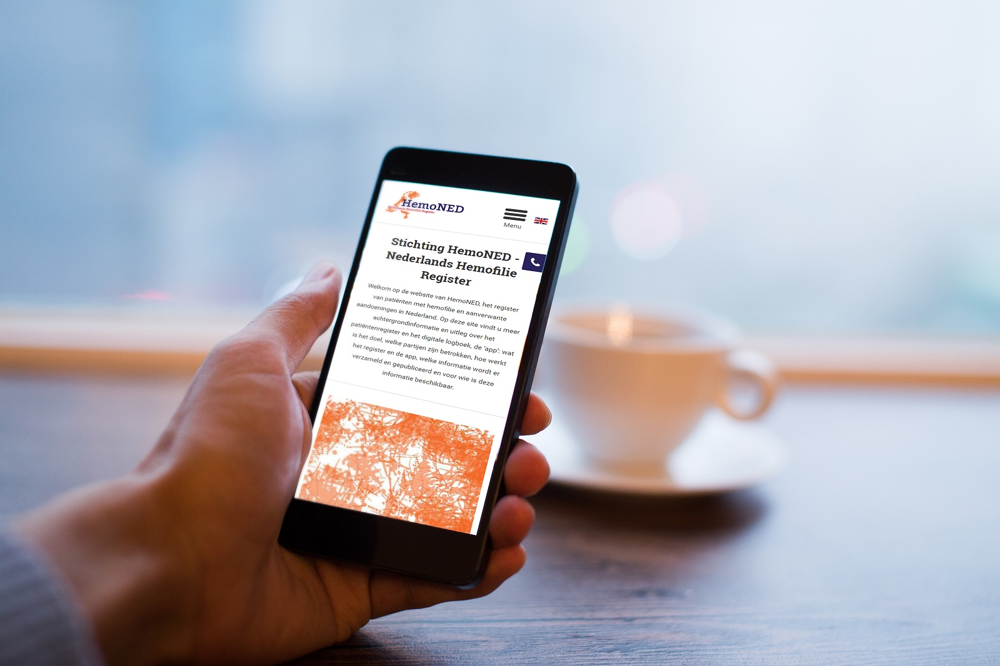 HemoNED
Nederlands Hemofilie Register
Menu
Stichting HemoNED -
Nederlands Hemofilie
Register
Welkom op de website van HemoNED, het register
van patiënten met hemofilie en aanverwante
aandoeningen in Nederland. Op deze site vindt u meer
achtergrondinformatie en uitleg over het
patiëntenregister en het digitale logboek, de ‘app’: wat
is het doel, welke partijen zijn betrokken, hoe werkt
het register en de app, welke informatie wordt er
verzameld en gepubliceerd en voor wie is deze
informatie beschikbaar.